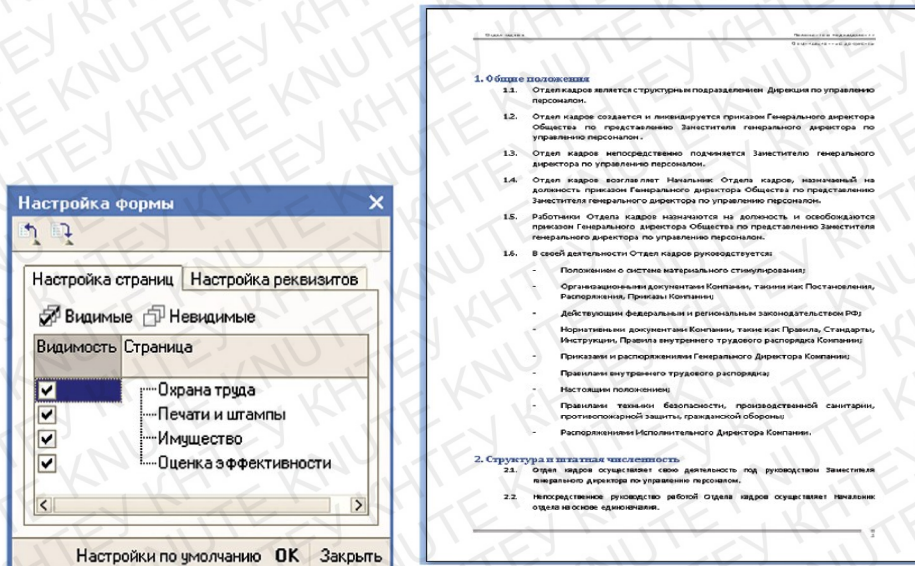 Настройка формы
Настройка страниц Настройка реквизитов
Видимые Невидимые
Видимость Страница
Охрана труда
Печати и штампы
Имущество
Оценка эффективности
Настройки по умолчанию ОК Закрыть
Отдел кадров
1. Общие положения
1.1. Отдел кадров является структурным подразделением Дирекция по управлению
персоналом.
1.2. Отдел кадров создается и ликвидируется приказом Генерального директора
Общества по представлению Заместителя генерального директора по
управлению персоналом.
1.3. Отдел кадров непосредственно подчиняется Заместителю генерального
директора по управлению персоналом.
1.4. Отдел кадров возглавляет Начальник Отдела кадров, назначаемый на
должность приказом Генерального директора Общества по представлению
Заместителя генерального директора по управлению персоналом.
1.5. Работники Отдела кадров назначаются на должность и освобождаются
приказом Генерального директора Общества по представлению Заместителя
генерального директора по управлению персоналом.
1.6. В своей деятельности Отдел кадров руководствуется:
- Положением о системе материального стимулирования;
- Организационными документами Компании, такими как Постановления,
Распоряжения, Приказы Компании;
- Действующим федеральным и региональным законодательством РФ;
- Нормативными документами Компании, такие как Правила, Стандарты,
Инструкции, Правила внутреннего трудового распорядка Компании;
- Приказами и распоряжениями Генерального Директора Компании;
- Правилами внутреннего трудового распорядка;
- Настоящим положением;
- Правилами техники безопасности, производственной санитарии,
противопожарной защиты, гражданской обороны;
- Распоряжениями Исполнительного Директора Компании.
2. Структура и штатная численность
2.1. Отдел кадров осуществляет свою деятельность под руководством Заместителя
генерального директора по управлению персоналом.
2.2. Непосредственное руководство работой Отдела кадров осуществляет Начальник
отдела на основе единоначалия.